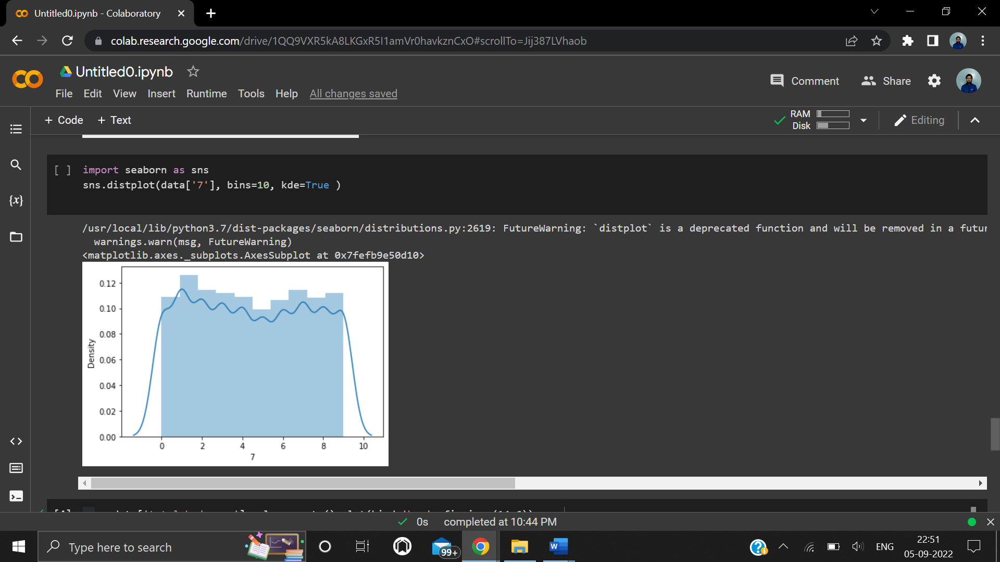 Untitled0.ipynb - Colaboratory
colab.research.google.com/drive/1QQ9VXR5kA8LKGxR5I1amVr0havkznCxO#scrollTo=Jij387LVhaob
Untitled0.ipynb
Comment
Share
File Edit View Insert Runtime Tools Help All changes saved
+ Code + Text
RAM
Disk
Editing
[ ] import seaborn as sns
sns.distplot(data['7'], bins=10, kde=True )
{x}
/usr/local/lib/python3.7/dist-packages/seaborn/distributions.py:2619: FutureWarning: `distplot` is a deprecated function and will be removed in a futur
warnings.warn(msg, FutureWarning)
<matplotlib.axes._subplots.AxesSubplot at 0x7fefb9e50d10>
0.12
0.10
0.08
0.06
0.04
0.02
0.00
Density
0 2 4 6 8 10
7
0s completed at 10:44 PM
Type here to search
99+
W
ENG
22:51
05-09-2022